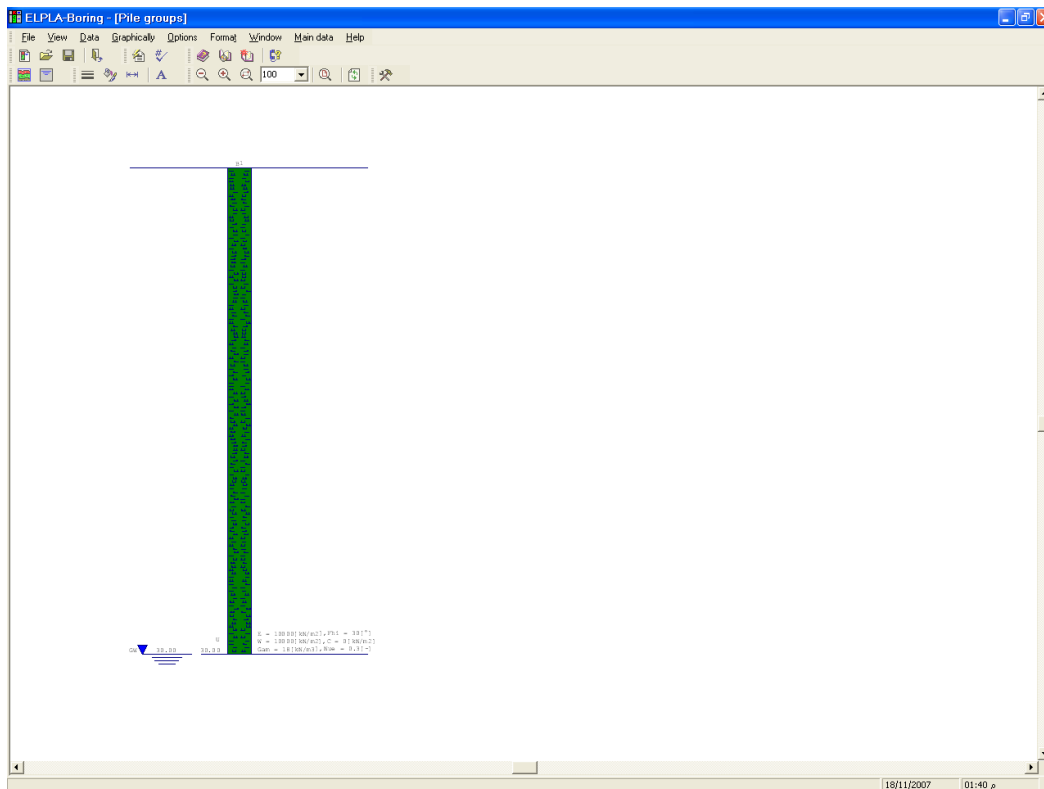 ELPLA-Boring - [Pile groups]
File View Data Graphically Options Format Window Main data Help
100
B1
U
E = 10000[kN/m2],Phi = 30[°]
W = 10000[kN/m2],C = 0[kN/m2]
GW 30.00 30.00 Gam = 18[kN/m3],Nue = 0.3[-]
18/11/2007 01:40 م